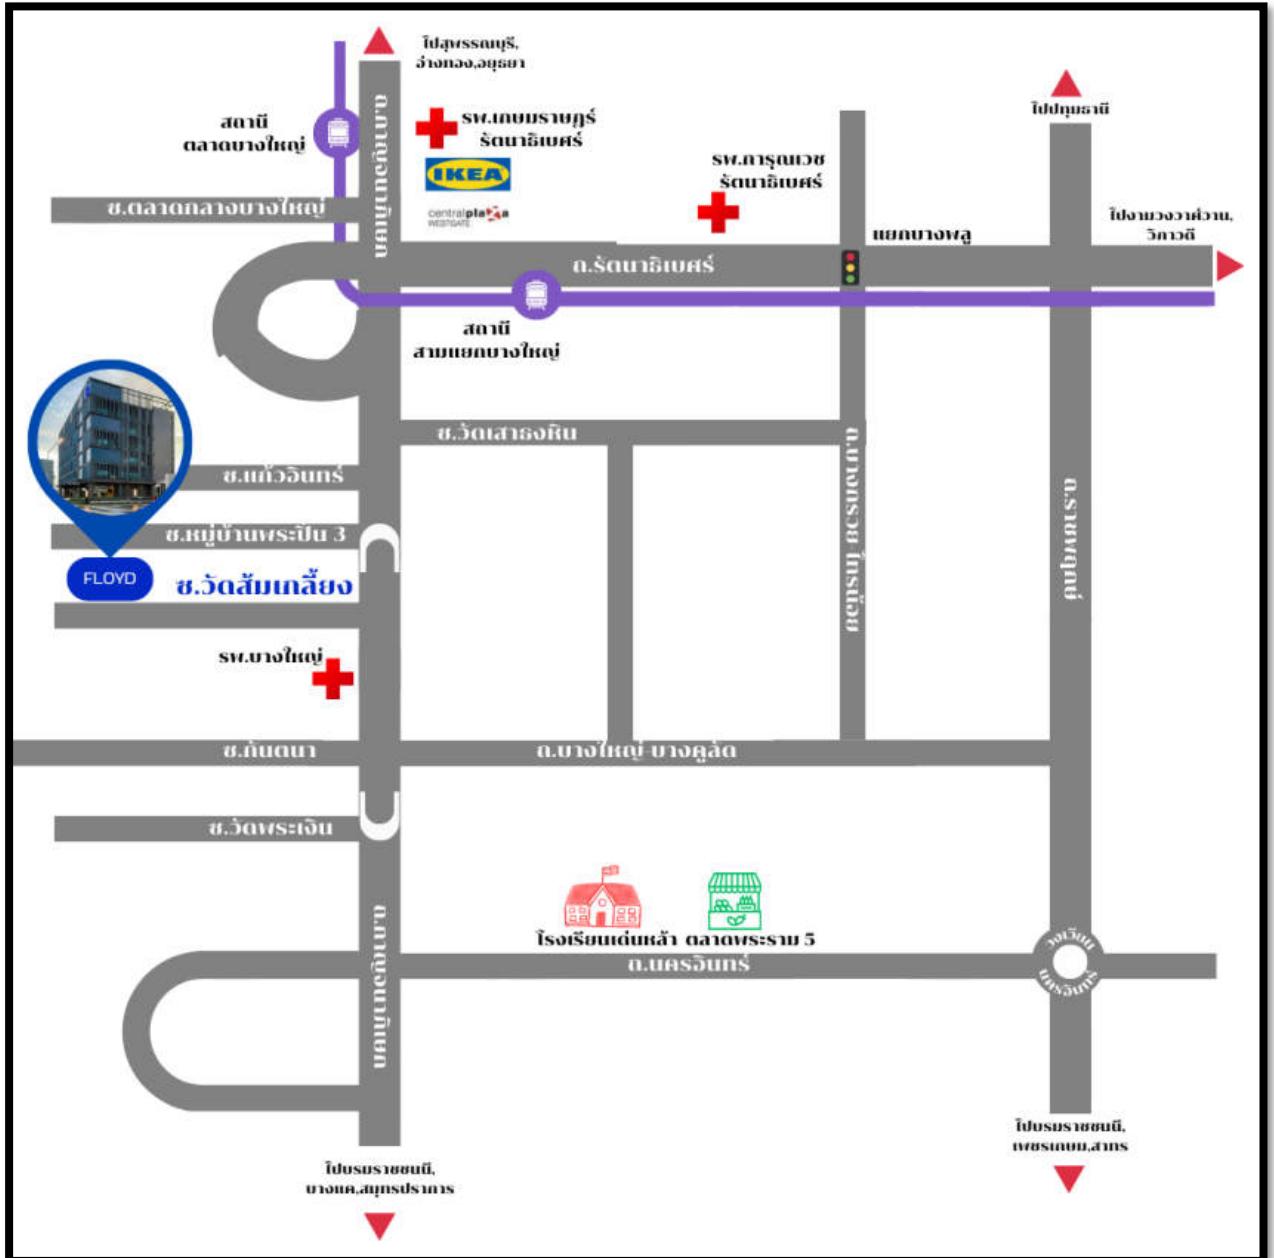 ไปสุพรรณบุรี,
อ่างทอง,อยุธยา
ถ.กาญจนาภิเษก
สถานี
ตลาดบางใหญ่
รพ.เกษมราษฎร์
รัตนาธิเบศร์
IKEA
centralplaza
WESTGATE
รพ.การุณเวช
รัตนาธิเบศร์
ไปปทุมธานี
ซ.ตลาดกลางบางใหญ่
แยกบางพลู
ไปงามวงวาศ์วาน,
วิภาวดี
ถ.รัตนาธิเบศร์
สถานี
สามแยกบางใหญ่
ซ.วัดเสาธงหิน
ซ.แก้วอินทร์
ถ.บางกรวย-ไทรน้อย
ถ.ราชพฤกษ์
ซ.หมู่บ้านพระปิ่น 3
FLOYD
ซ.วัดส้มเกลี้ยง
รพ.บางใหญ่
ซ.กันตนา
ถ.บางใหญ่-บางคูลัด
ซ.วัดพระเงิน
โรงเรียนเด่นหล้า
ตลาดพระราม 5
ถ.นครอินทร์
วงเวียน
นครอินทร์
ถ.กาญจนาภิเษก
ไปบรมราชชนนี,
บางแค,สมุทรปราการ
ไปบรมราชชนนี,
เพชรเกษม,สาทร